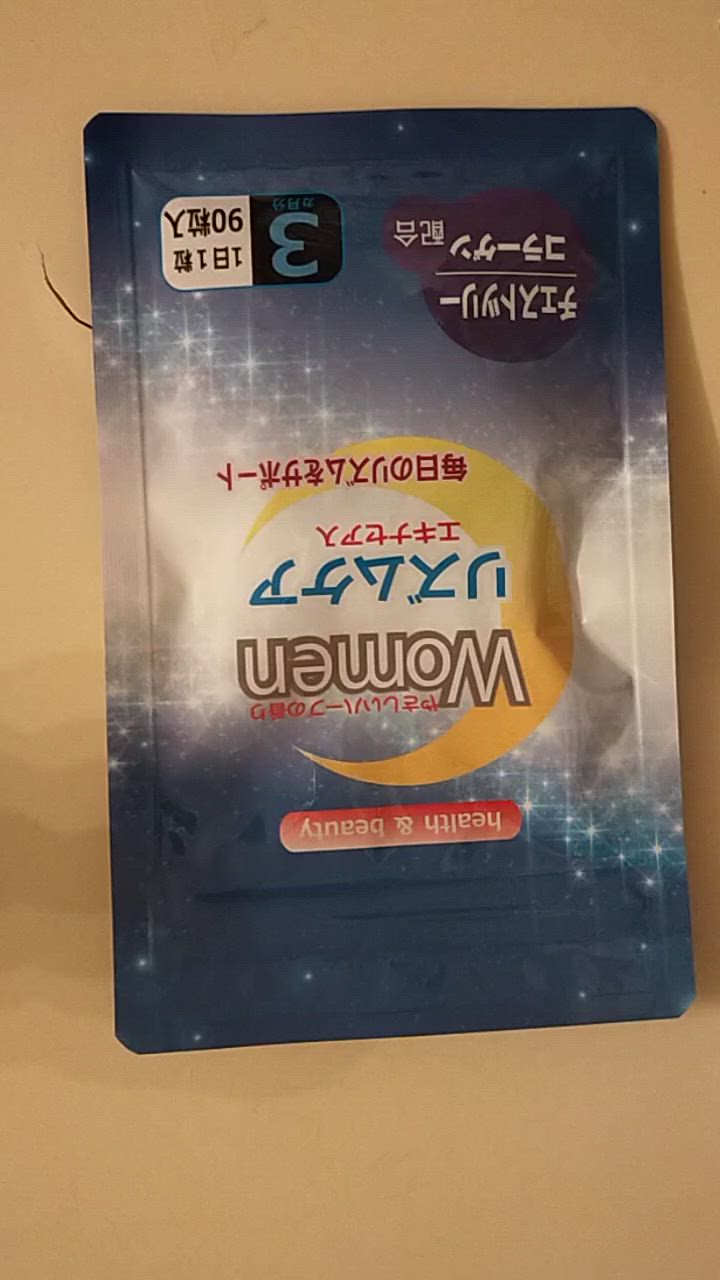 health & beauty
やさしいハーブの香り
Women
リズムケア
エキナセアス
毎日のリズムをサポート
チェストツリー
コラーゲン
配合
3
カ月分
1日1粒
90粒入